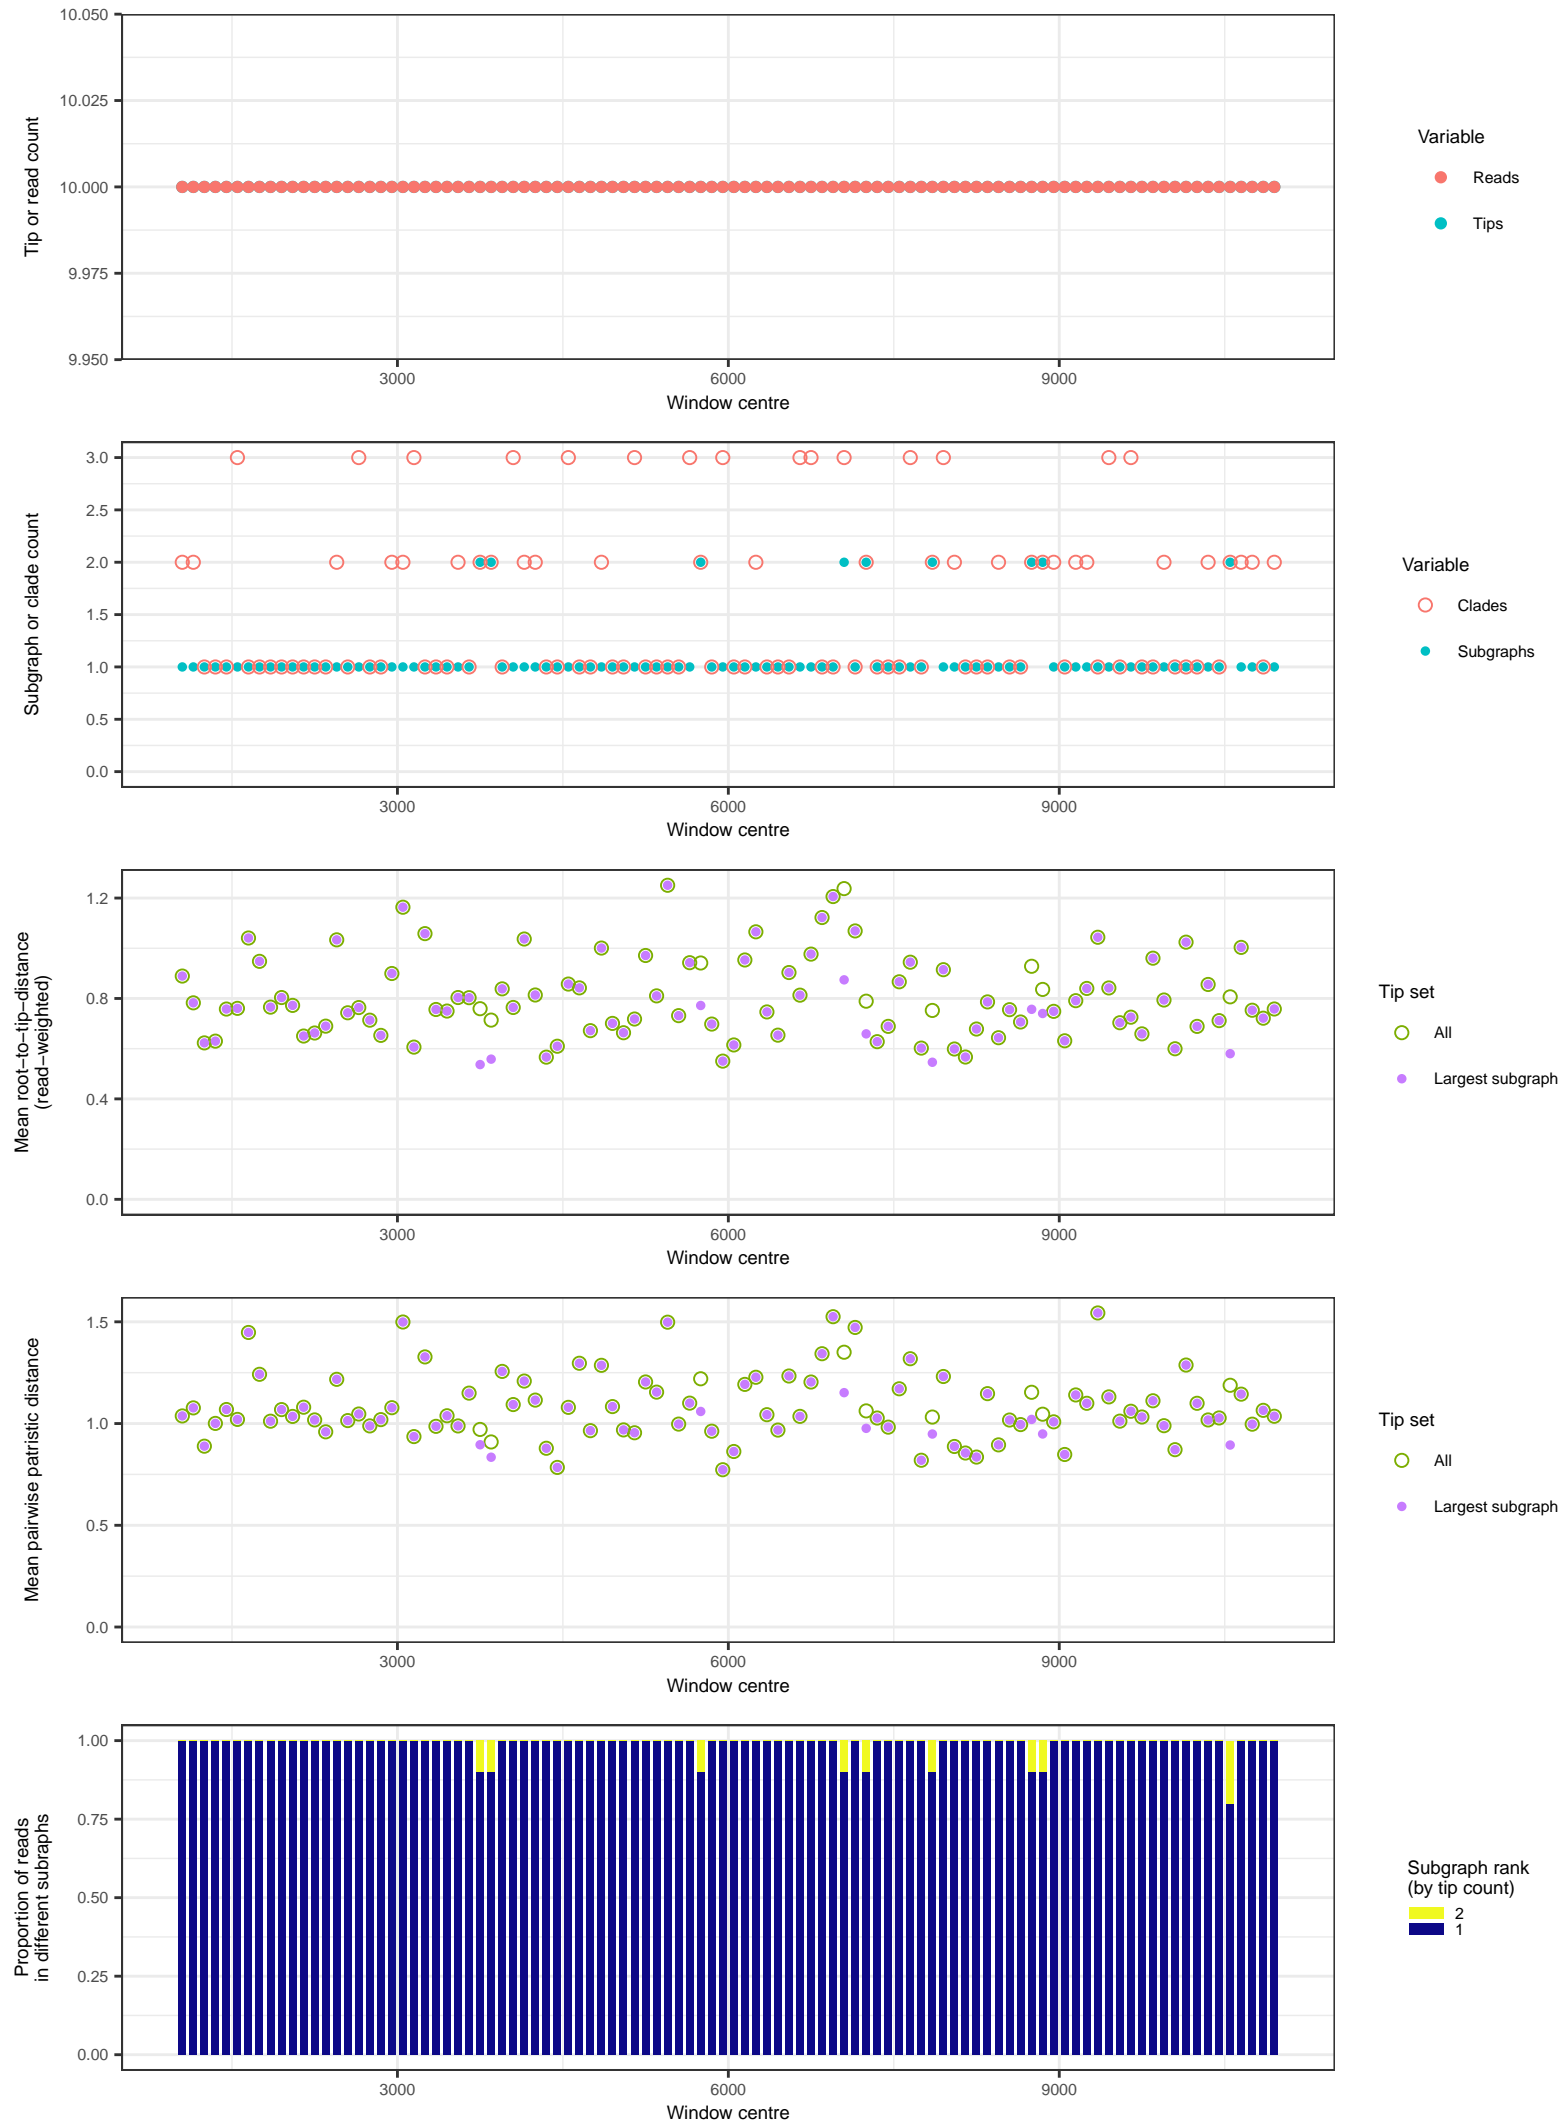 10.050
10.025
10.000
9.975
9.950
Tip or read count
3000
6000
9000
Window centre
Variable
Reads
Tips
3.0
2.5
2.0
1.5
1.0
0.5
0.0
Subgraph or clade count
3000
6000
9000
Window centre
Variable
Clades
Subgraphs
1.2
0.8
0.4
0.0
Mean root−to−tip−distance
(read−weighted)
3000
6000
9000
Window centre
Tip set
All
Largest subgraph
1.5
1.0
0.5
0.0
Mean pairwise patristic distance
3000
6000
9000
Window centre
Tip set
All
Largest subgraph
1.00
0.75
0.50
0.25
0.00
Proportion of reads
in different subraphs
3000
6000
9000
Window centre
Subgraph rank
(by tip count)
2
1